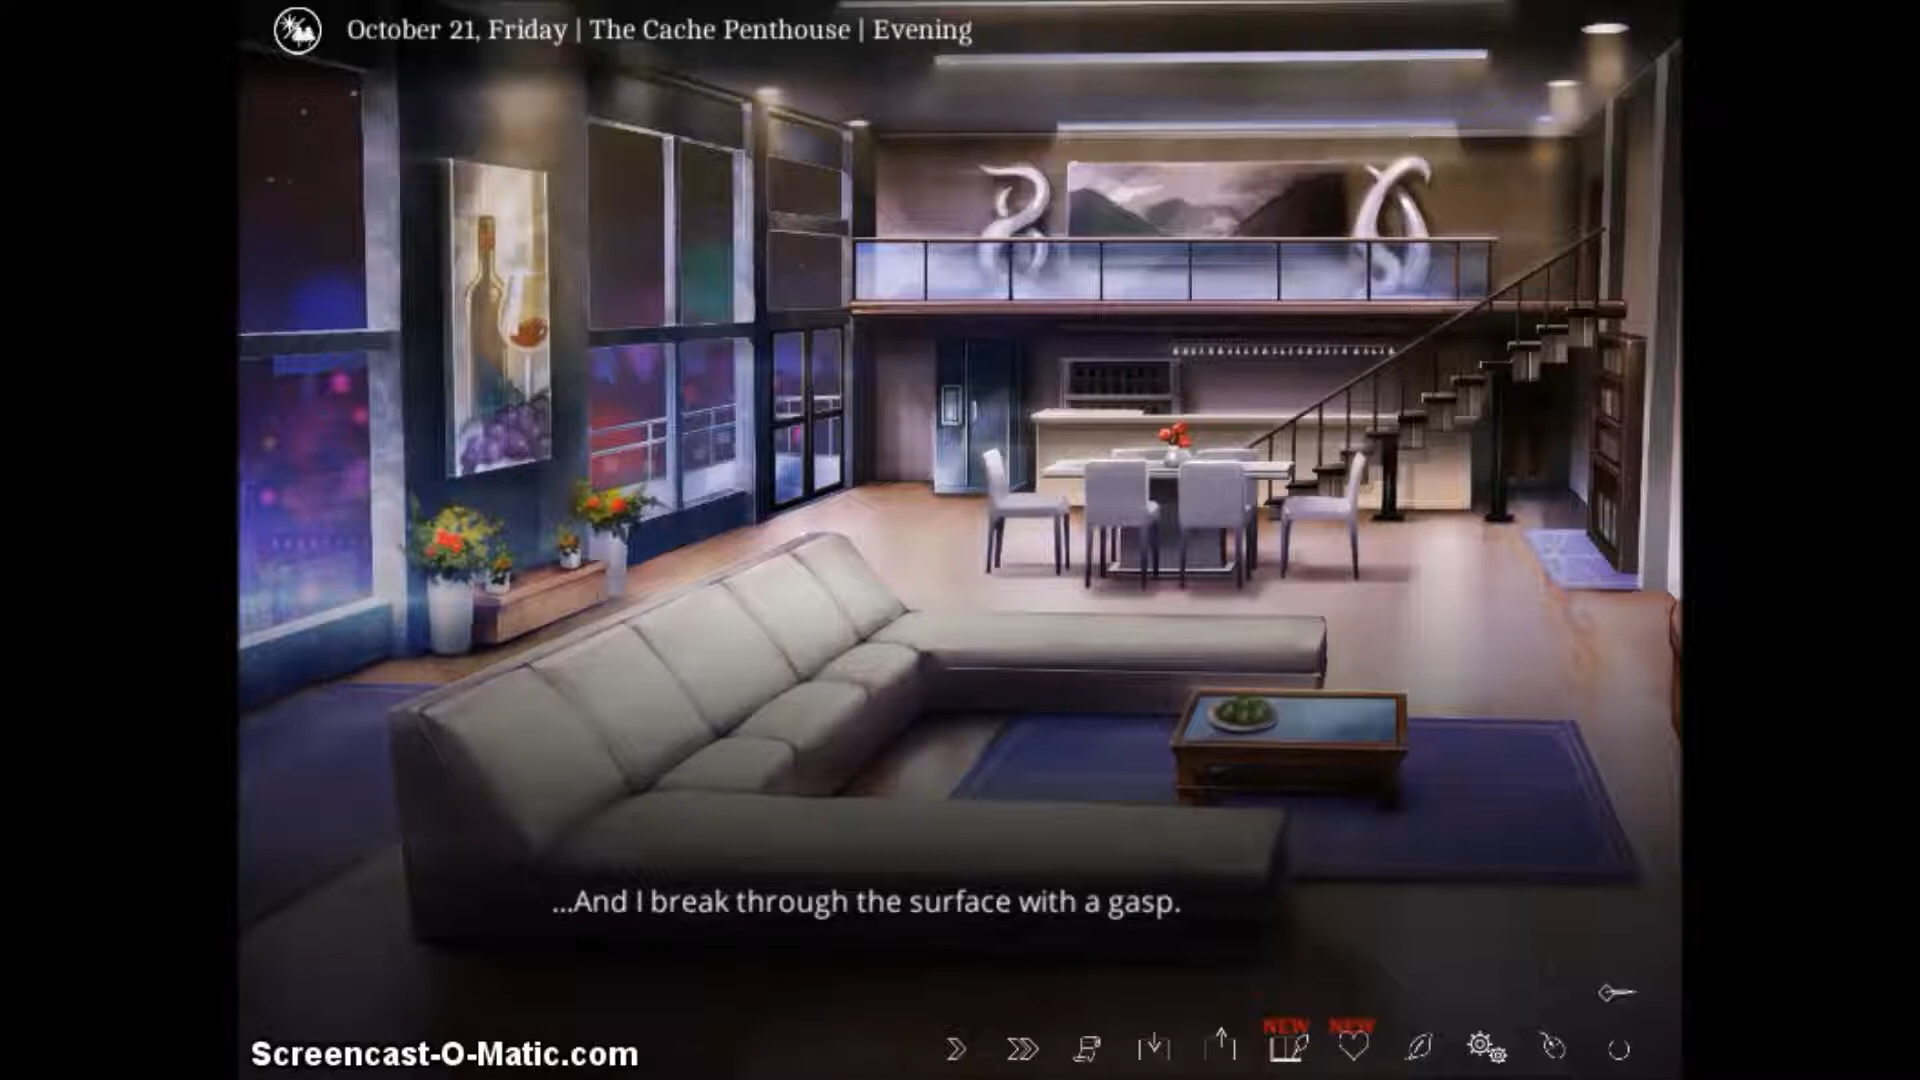 October 21, Friday | The Cache Penthouse | Evening
...And I break through the surface with a gasp.
NEW NEW
Screencast-O-Matic.com